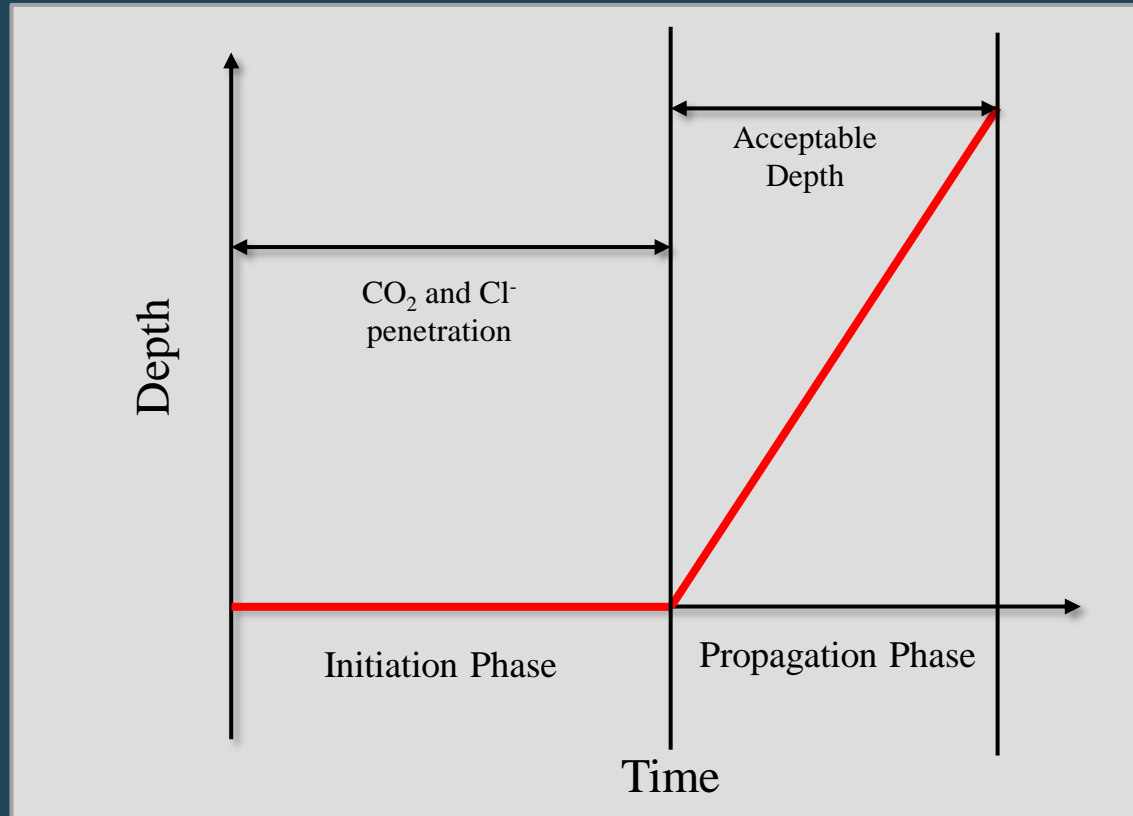 Acceptable
Depth
CO₂ and Cl⁻
penetration
Depth
Initiation Phase
Propagation Phase
Time